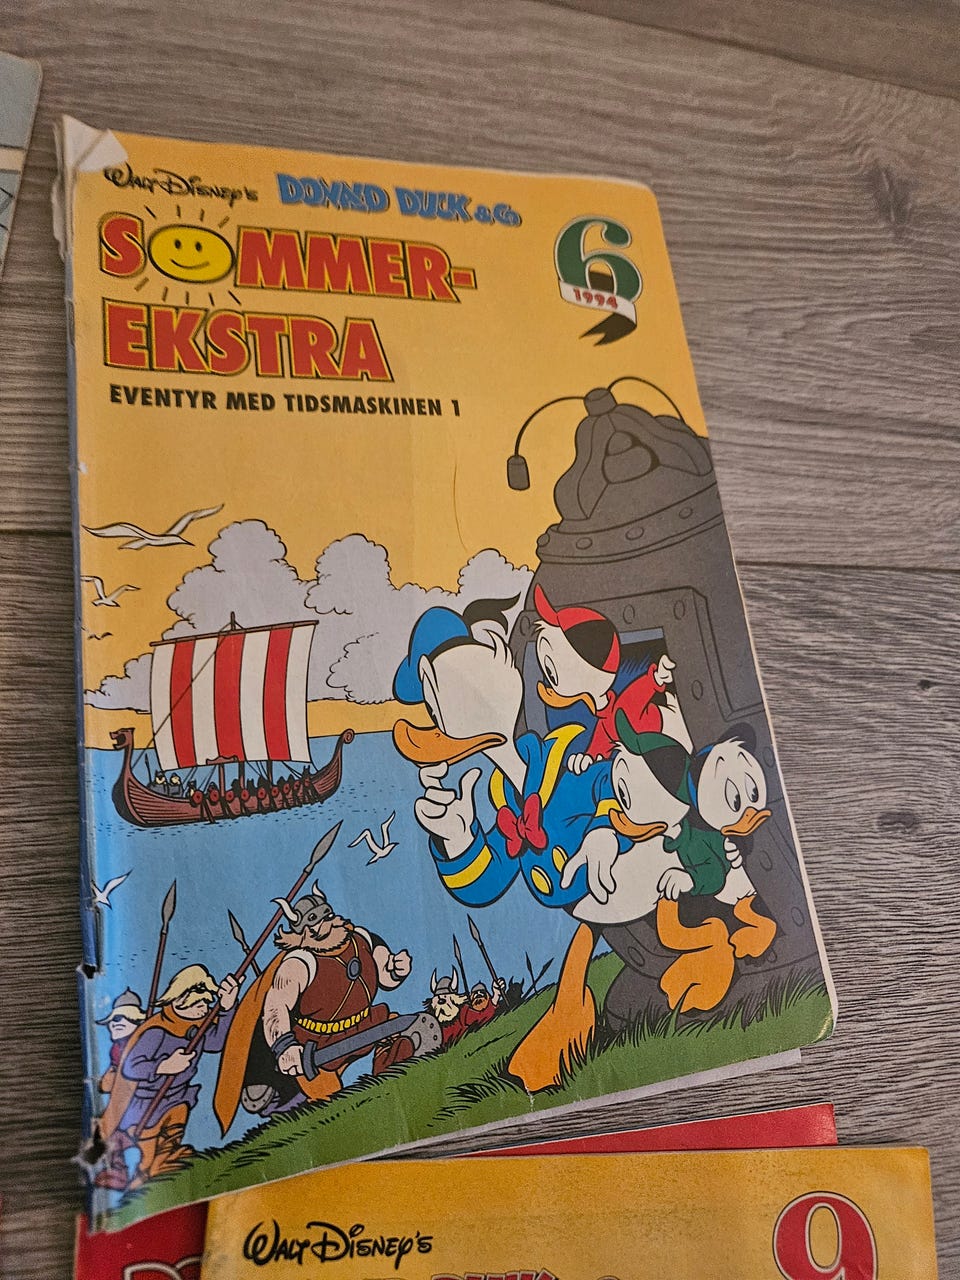 Walt Disney's DONALD DUCK & Co
SOMMER-
EKSTRA
EVENTYR MED TIDSMASKINEN 1
6
1994
Walt Disney's
9